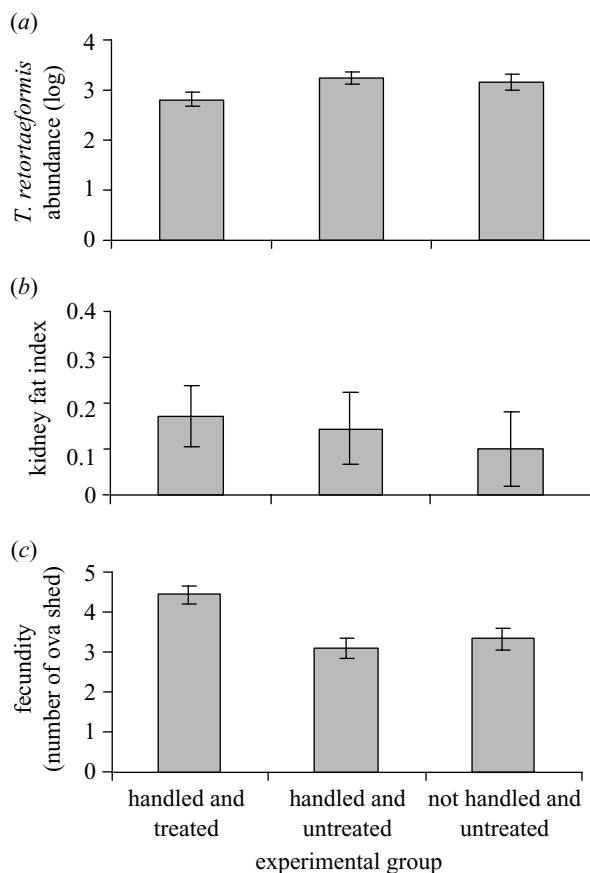 (a)
T. retortaeformis
abundance (log)
4
3
2
1
0
(b)
kidney fat index
0.4
0.3
0.2
0.1
0
(c)
fecundity
(number of ova shed)
5
4
3
2
1
0
handled and
treated
handled and
untreated
not handled and
untreated
experimental group